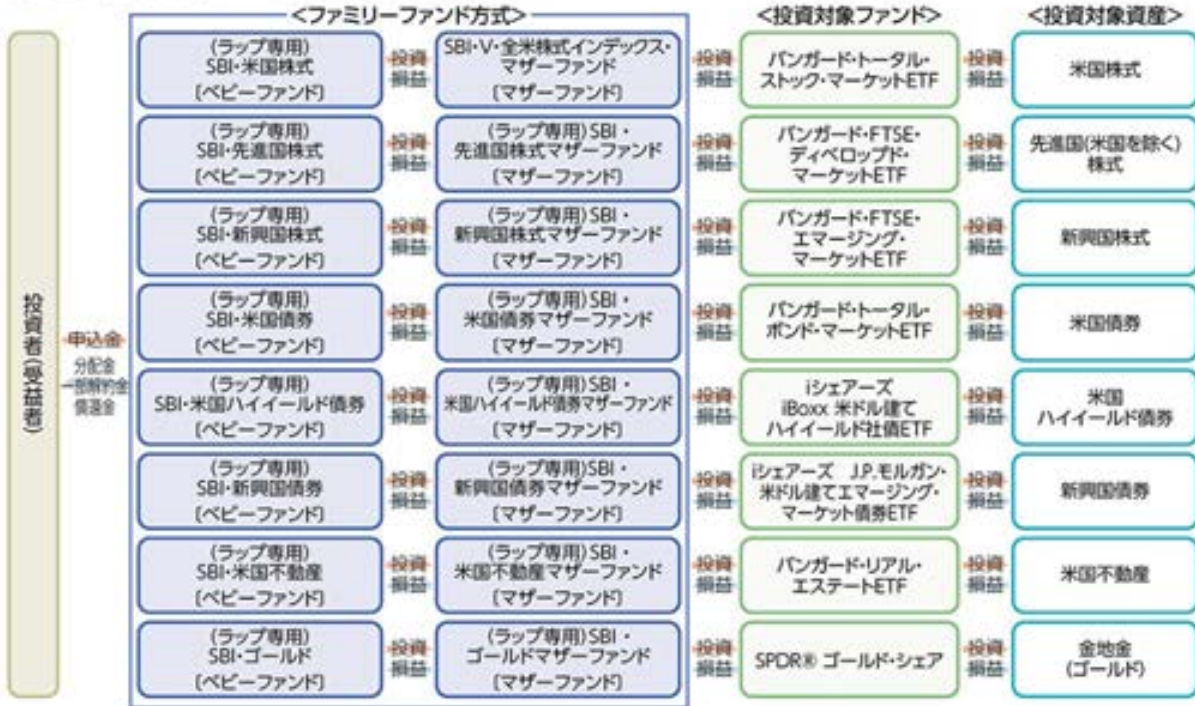 <ファミリーファンド方式>
<投資対象ファンド>
<投資対象資産>
投資者(受益者)
申込金
分配金
一部解約金
償還金
(ラップ専用)
SBI・米国株式
〔ベビーファンド〕
投資
損益
SBI・V・全米株式インデックス・
マザーファンド
〔マザーファンド〕
投資
損益
バンガード・トータル・
ストック・マーケットETF
投資
損益
米国株式
(ラップ専用)
SBI・先進国株式
〔ベビーファンド〕
投資
損益
(ラップ専用)SBI・
先進国株式マザーファンド
〔マザーファンド〕
投資
損益
バンガード・FTSE・
ディベロップド・
マーケットETF
投資
損益
先進国(米国を除く)
株式
(ラップ専用)
SBI・新興国株式
〔ベビーファンド〕
投資
損益
(ラップ専用)SBI・
新興国株式マザーファンド
〔マザーファンド〕
投資
損益
バンガード・FTSE・
エマージング・
マーケットETF
投資
損益
新興国株式
(ラップ専用)
SBI・米国債券
〔ベビーファンド〕
投資
損益
(ラップ専用)SBI・
米国債券マザーファンド
〔マザーファンド〕
投資
損益
バンガード・トータル・
ボンド・マーケットETF
投資
損益
米国債券
(ラップ専用)
SBI・米国ハイイールド債券
〔ベビーファンド〕
投資
損益
(ラップ専用)SBI・
米国ハイイールド債券マザーファンド
〔マザーファンド〕
投資
損益
iシェアーズ
iBoxx 米ドル建て
ハイイールド社債ETF
投資
損益
米国
ハイイールド債券
(ラップ専用)
SBI・新興国債券
〔ベビーファンド〕
投資
損益
(ラップ専用)SBI・
新興国債券マザーファンド
〔マザーファンド〕
投資
損益
iシェアーズ J.P.モルガン・
米ドル建てエマージング・
マーケット債券ETF
投資
損益
新興国債券
(ラップ専用)
SBI・米国不動産
〔ベビーファンド〕
投資
損益
(ラップ専用)SBI・
米国不動産マザーファンド
〔マザーファンド〕
投資
損益
バンガード・リアル・
エステートETF
投資
損益
米国不動産
(ラップ専用)
SBI・ゴールド
〔ベビーファンド〕
投資
損益
(ラップ専用)SBI・
ゴールドマザーファンド
〔マザーファンド〕
投資
損益
SPDR® ゴールド・シェア
投資
損益
金地金
(ゴールド)